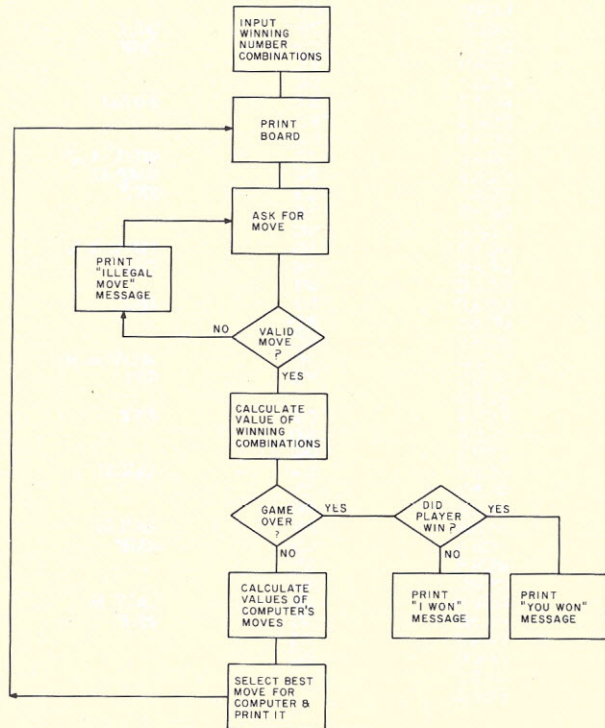 INPUT
WINNING
NUMBER
COMBINATIONS
PRINT
BOARD
ASK FOR
MOVE
PRINT
"ILLEGAL
MOVE"
MESSAGE
NO
VALID
MOVE
?
YES
CALCULATE
VALUE OF
WINNING
COMBINATIONS
GAME
OVER
?
YES
DID
PLAYER
WIN ?
YES
NO
NO
CALCULATE
VALUES OF
COMPUTER'S
MOVES
PRINT
"I WON"
MESSAGE
PRINT
"YOU WON"
MESSAGE
SELECT BEST
MOVE FOR
COMPUTER &
PRINT IT